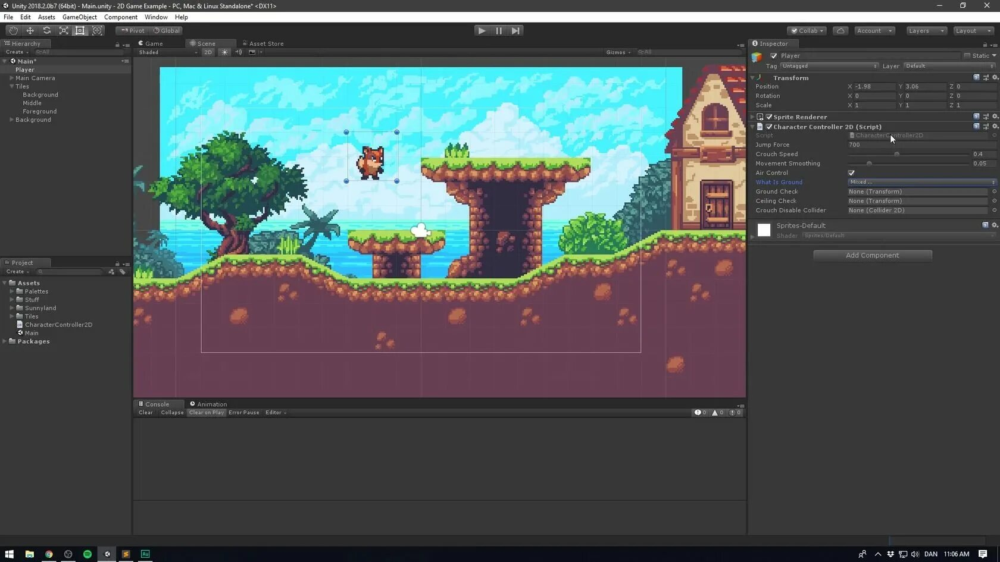 Unity 2018.2.0b7 (64bit) - Main.unity - 2D Game Example - PC, Mac & Linux Standalone* <DX11>
File Edit Assets GameObject Component Window Help
Pivot Global Collab Account Layers Layout
Hierarchy
Create All
Main*
Player
Main Camera
Tiles
Background
Middle
Foreground
Background
Project
Create
Assets
Palettes
Stuff
Sunnyland
Tiles
CharacterController2D
Main
Packages
Game Scene Asset Store
Shaded 2D Gizmos All
Console Animation
Clear Collapse Clear on Play Error Pause Editor 0 0 0
Inspector
Player Static
Tag Untagged Layer Default
Transform
Position X -1.98 Y 3.06 Z 0
Rotation X 0 Y 0 Z 0
Scale X 1 Y 1 Z 1
Sprite Renderer
Character Controller 2D (Script)
Script CharacterController2D
Jump Force 700
Crouch Speed 0.4
Movement Smoothing 0.05
Air Control
What Is Ground Mixed ...
Ground Check None (Transform)
Ceiling Check None (Transform)
Crouch Disable Collider None (Collider 2D)
Sprites-Default
Shader Sprites/Default
Add Component
Au DAN 11:06 AM